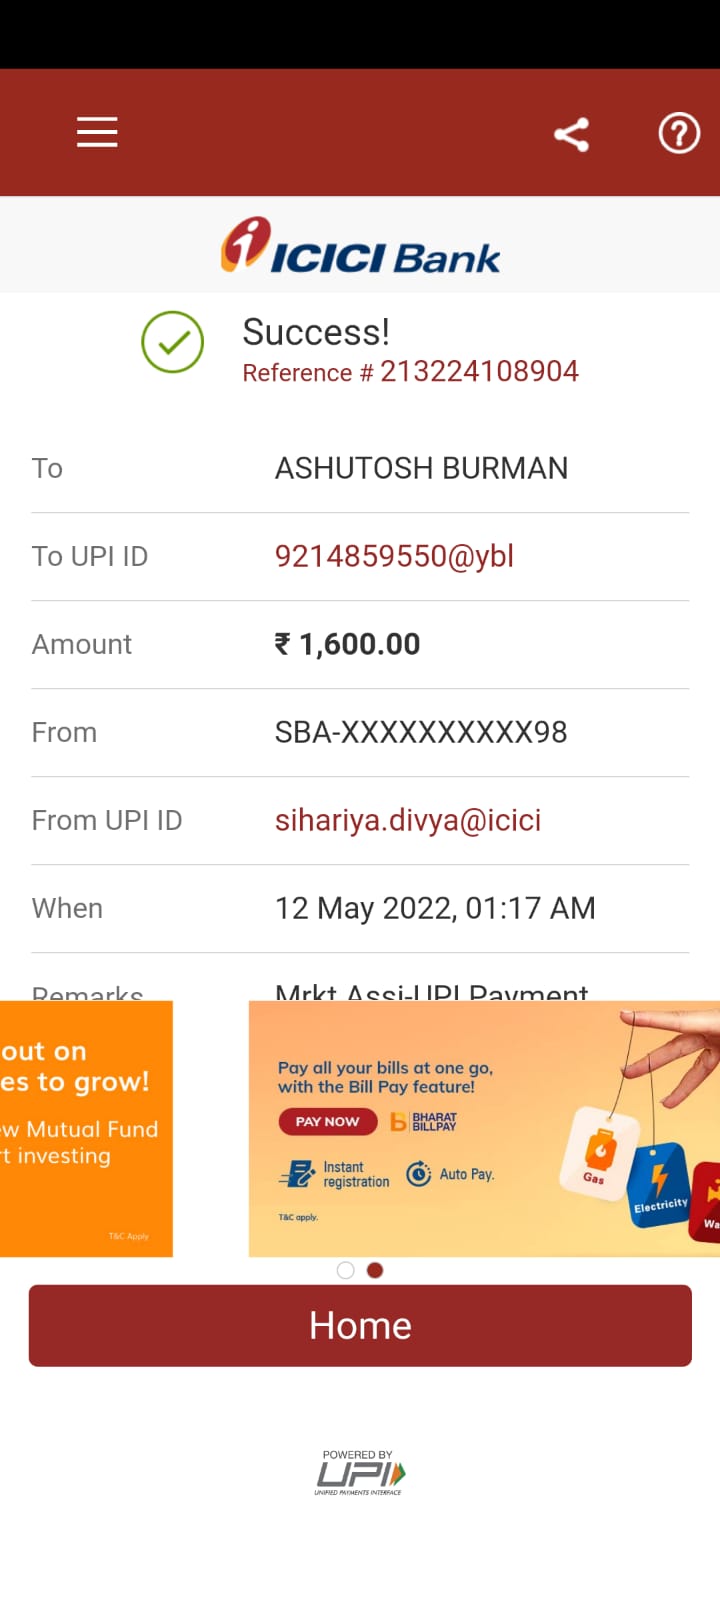 ICICI Bank
Success!
Reference # 213224108904
To ASHUTOSH BURMAN
To UPI ID 9214859550@ybl
Amount ₹ 1,600.00
From SBA-XXXXXXXXXX98
From UPI ID sihariya.divya@icici
When 12 May 2022, 01:17 AM
Remarks Mrkt Assi-UPI Payment
out on
es to grow!
w Mutual Fund
t investing
T&C Apply
Pay all your bills at one go,
with the Bill Pay feature!
PAY NOW
BHARAT
BILLPAY
Instant
registration
Auto Pay.
T&C apply.
Gas
Electricity
Wa
Home
POWERED BY
UPI
UNIFIED PAYMENTS INTERFACE